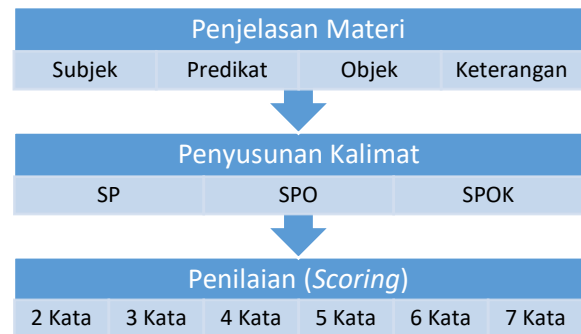 Penjelasan Materi
Subjek Predikat Objek Keterangan
Penyusunan Kalimat
SP SPO SPOK
Penilaian (Scoring)
2 Kata 3 Kata 4 Kata 5 Kata 6 Kata 7 Kata